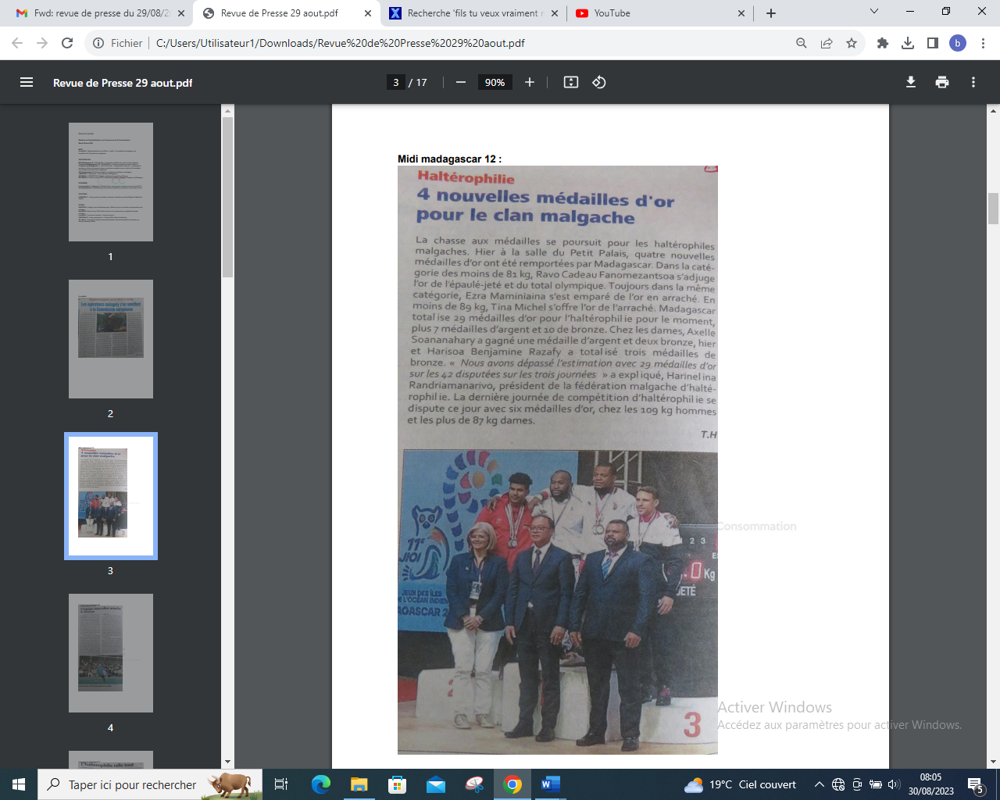 Fwd: revue de presse du 29/08/2
Revue de Presse 29 aout.pdf
Recherche 'fils tu veux vraiment
YouTube
Fichier
C:/Users/Utilisateur1/Downloads/Revue%20de%20Presse%2029%20aout.pdf
b
Revue de Presse 29 aout.pdf
3 / 17
90%
1
2
3
4
Midi madagascar 12 :
Haltérophilie
4 nouvelles médailles d'or
pour le clan malgache
La chasse aux médailles se poursuit pour les haltérophiles
malgaches. Hier à la salle du Petit Palais, quatre nouvelles
médailles d'or ont été remportées par Madagascar. Dans la caté-
gorie des moins de 81 kg, Ravo Cadeau Fanomezantsoa s'adjuge
l'or de l'épaulé-jeté et du total olympique. Toujours dans la même
catégorie, Ezra Maminiaina s'est emparé de l'or en arraché. En
moins de 89 kg, Tina Michel s'offre l'or de l'arraché. Madagascar
totalise 29 médailles d'or pour l'haltérophilie pour le moment,
plus 7 médailles d'argent et 10 de bronze. Chez les dames, Axelle
Soananahary a gagné une médaille d'argent et deux bronze, hier
et Harisoa Benjamine Razafy a totalisé trois médailles de
bronze. « Nous avons dépassé l'estimation avec 29 médailles d'or
sur les 42 disputées sur les trois journées » a expliqué, Harinelina
Randriamanarivo, président de la fédération malgache d'halté-
rophilie. La dernière journée de compétition d'haltérophilie se
dispute ce jour avec six médailles d'or, chez les 109 kg hommes
et les plus de 87 kg dames.
T.H
11e
JIOI
JEUX DES ÎLES
DE L'OCÉAN INDIEN
AGASCAR 2
1 2 3
.0 Kg
JETÉ
3
Consommation
Activer Windows
Accédez aux paramètres pour activer Windows.
Taper ici pour rechercher
19°C Ciel couvert
08:05
30/08/2023
5